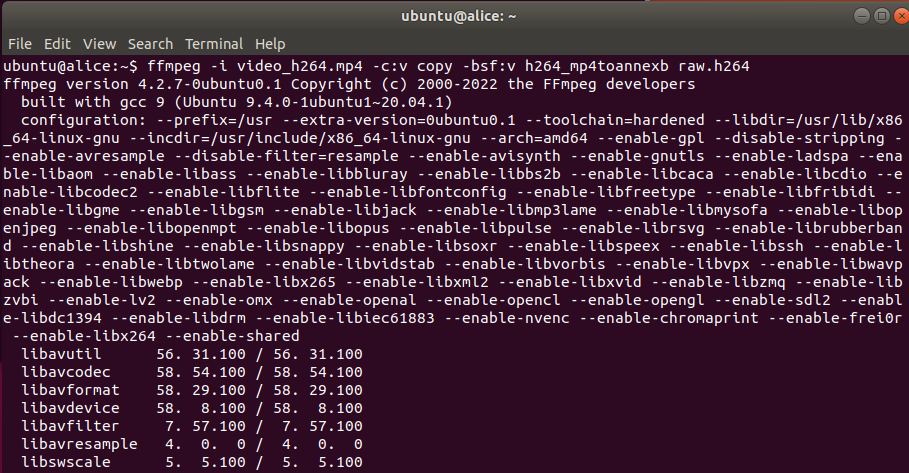 ubuntu@alice: ~
File Edit View Search Terminal Help
ubuntu@alice:~$ ffmpeg -i video_h264.mp4 -c:v copy -bsf:v h264_mp4toannexb raw.h264
ffmpeg version 4.2.7-0ubuntu0.1 Copyright (c) 2000-2022 the FFmpeg developers
  built with gcc 9 (Ubuntu 9.4.0-1ubuntu1~20.04.1)
  configuration: --prefix=/usr --extra-version=0ubuntu0.1 --toolchain=hardened --libdir=/usr/lib/x86
_64-linux-gnu --incdir=/usr/include/x86_64-linux-gnu --arch=amd64 --enable-gpl --disable-stripping -
-enable-avresample --disable-filter=resample --enable-avisynth --enable-gnutls --enable-ladspa --ena
ble-libaom --enable-libass --enable-libbluray --enable-libbs2b --enable-libcaca --enable-libcdio --e
nable-libcodec2 --enable-libflite --enable-libfontconfig --enable-libfreetype --enable-libfribidi --
enable-libgme --enable-libgsm --enable-libjack --enable-libmp3lame --enable-libmysofa --enable-libop
enjpeg --enable-libopenmpt --enable-libopus --enable-libpulse --enable-librsvg --enable-librubberban
d --enable-libshine --enable-libsnappy --enable-libsoxr --enable-libspeex --enable-libssh --enable-l
ibtheora --enable-libtwolame --enable-libvidstab --enable-libvorbis --enable-libvpx --enable-libwavp
ack --enable-libwebp --enable-libx265 --enable-libxml2 --enable-libxvid --enable-libzmq --enable-lib
zvbi --enable-lv2 --enable-omx --enable-openal --enable-opencl --enable-opengl --enable-sdl2 --enabl
e-libdc1394 --enable-libdrm --enable-libiec61883 --enable-nvenc --enable-chromaprint --enable-frei0r
 --enable-libx264 --enable-shared
  libavutil      56. 31.100 / 56. 31.100
  libavcodec     58. 54.100 / 58. 54.100
  libavformat    58. 29.100 / 58. 29.100
  libavdevice    58.  8.100 / 58.  8.100
  libavfilter     7. 57.100 /  7. 57.100
  libavresample   4.  0.  0 /  4.  0.  0
  libswscale      5.  5.100 /  5.  5.100